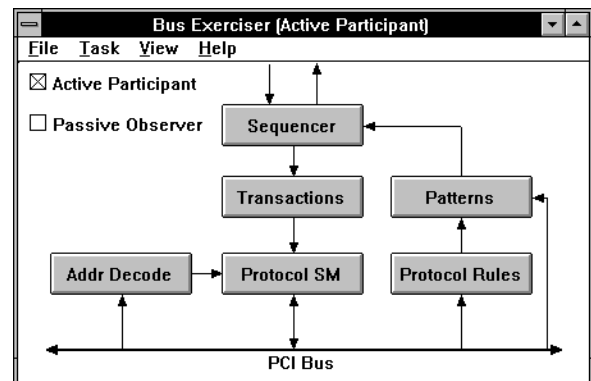 Bus Exerciser (Active Participant)
File Task View Help
Active Participant
Passive Observer
Sequencer
Transactions
Patterns
Addr Decode
Protocol SM
Protocol Rules
PCI Bus